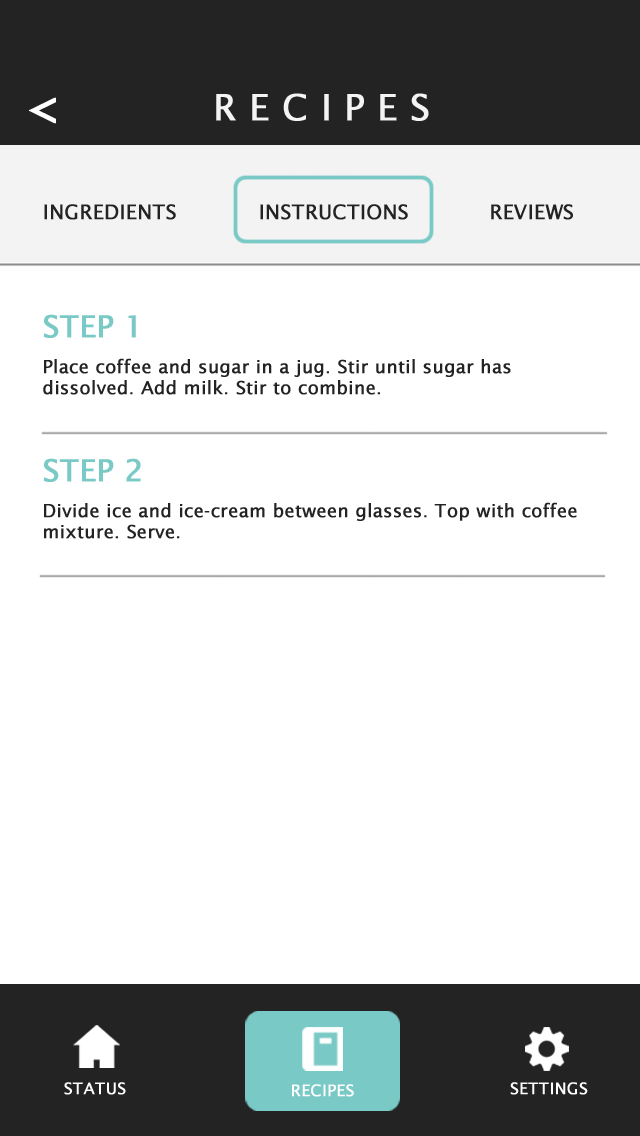 <
RECIPES
INGREDIENTS
INSTRUCTIONS
REVIEWS
STEP 1
Place coffee and sugar in a jug. Stir until sugar has
dissolved. Add milk. Stir to combine.
STEP 2
Divide ice and ice-cream between glasses. Top with coffee
mixture. Serve.
STATUS
RECIPES
SETTINGS